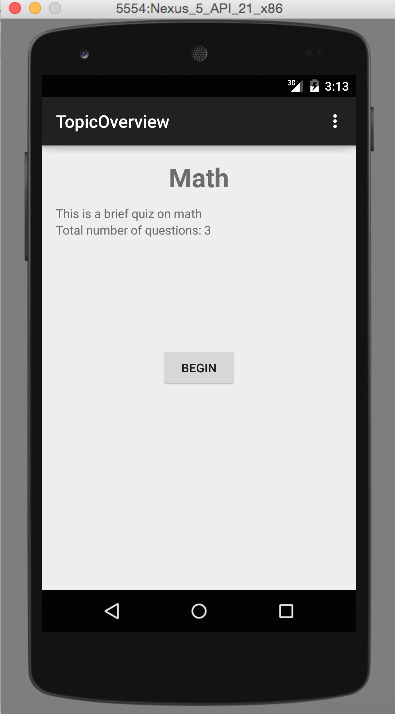 5554:Nexus_5_API_21_x86
3G 3:13
TopicOverview
Math
This is a brief quiz on math
Total number of questions: 3
BEGIN